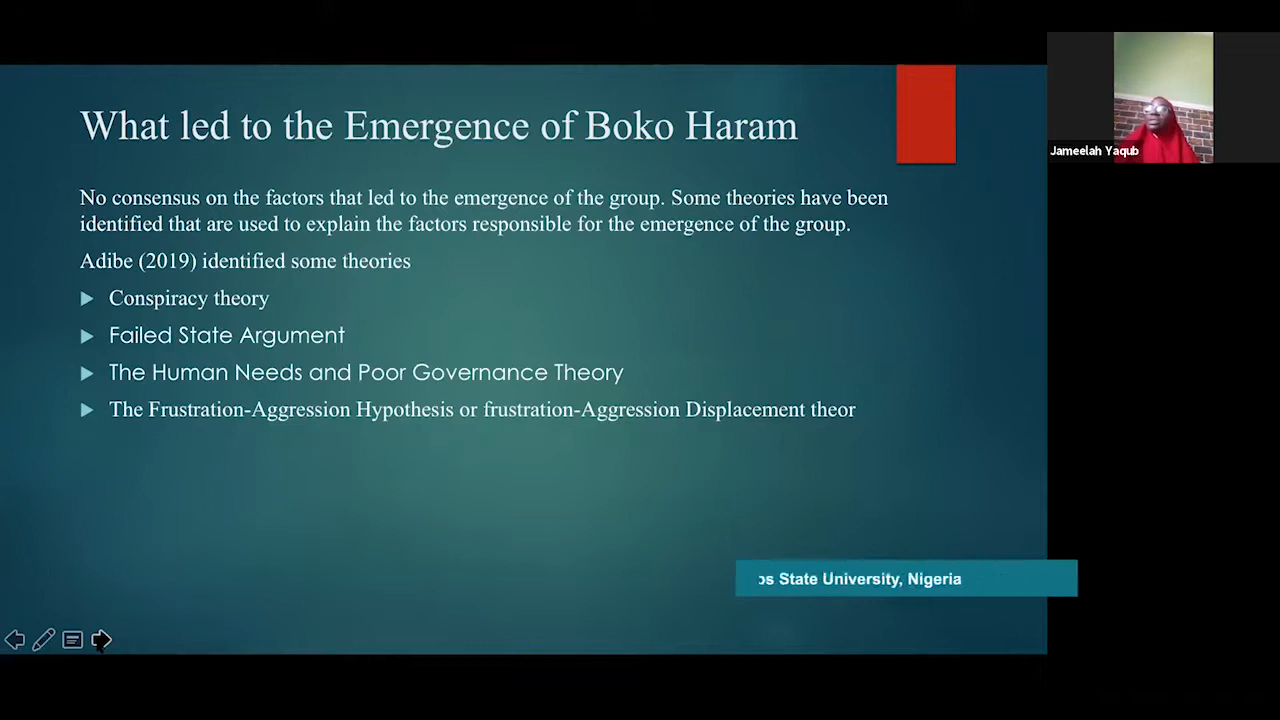 What led to the Emergence of Boko Haram
No consensus on the factors that led to the emergence of the group. Some theories have been
identified that are used to explain the factors responsible for the emergence of the group.
Adibe (2019) identified some theories
Conspiracy theory
Failed State Argument
The Human Needs and Poor Governance Theory
The Frustration-Aggression Hypothesis or frustration-Aggression Displacement theor
Jameelah Yaqub
os State University, Nigeria